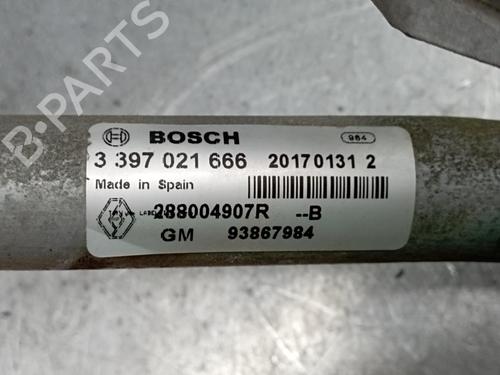 BOSCH 984
3 397 021 666 20170131 2
Made in Spain
288004907R --B
GM 93867984
B-PARTS